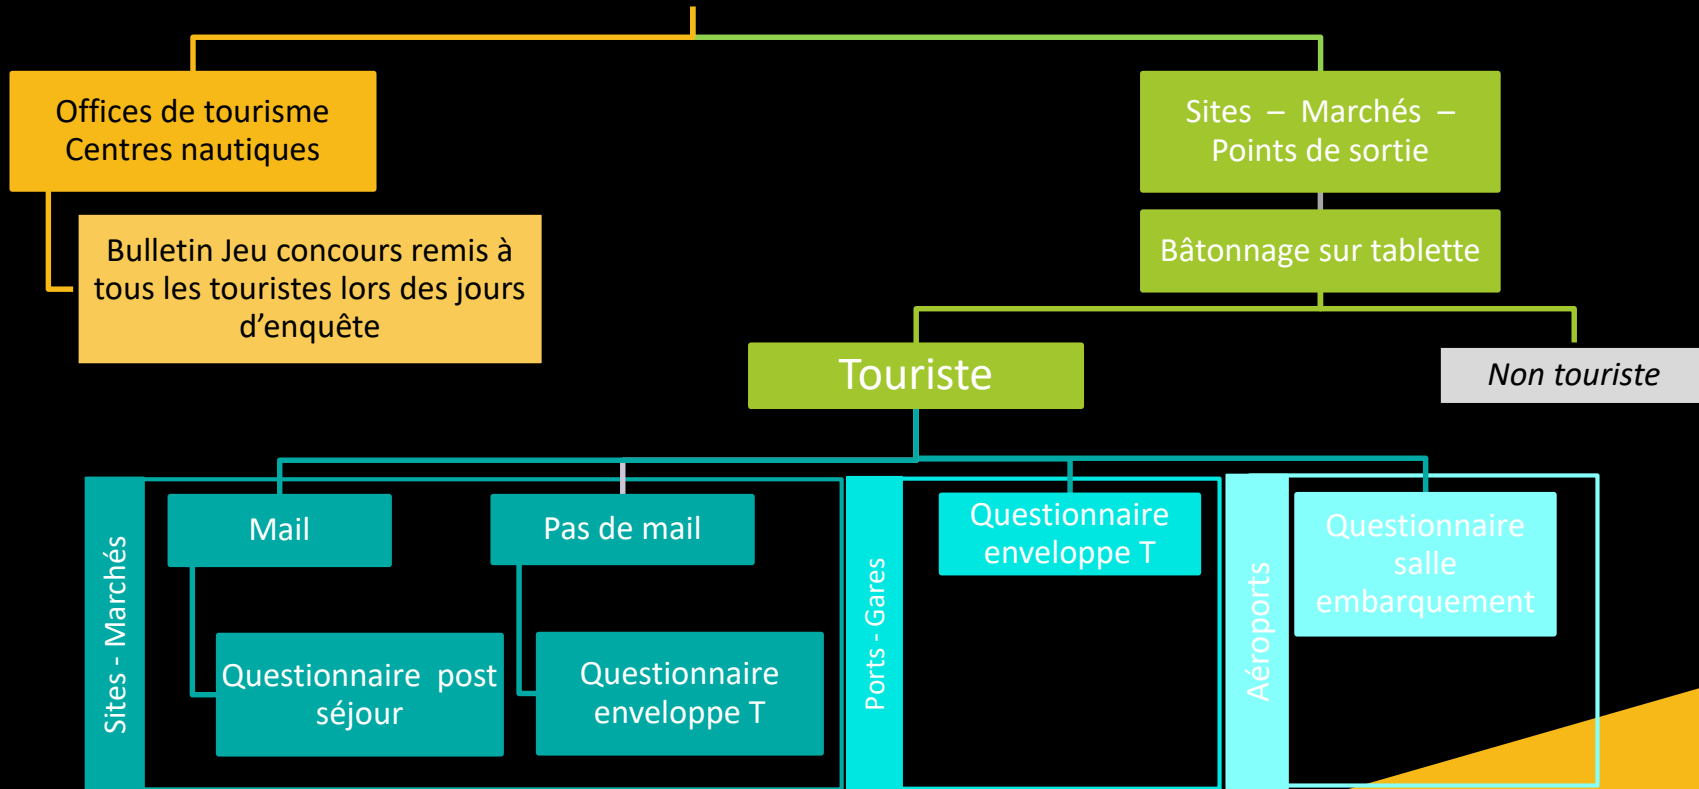 Offices de tourisme
Centres nautiques
Bulletin Jeu concours remis à
tous les touristes lors des jours
d’enquête
Sites – Marchés –
Points de sortie
Bâtonnage sur tablette
Touriste
Non touriste
Sites - Marchés
Mail
Questionnaire post
séjour
Pas de mail
Questionnaire
enveloppe T
Ports - Gares
Questionnaire
enveloppe T
Aéroports
Questionnaire
salle
embarquement